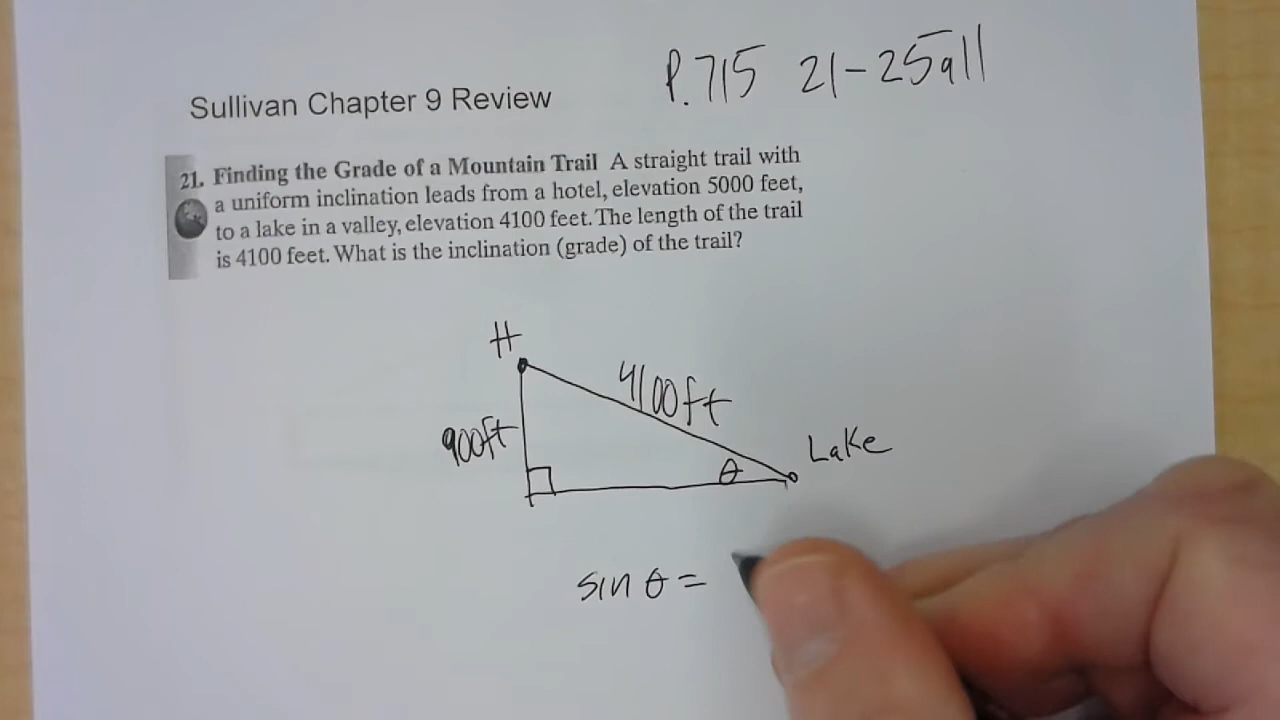 P.715 21-25all
Sullivan Chapter 9 Review
21. Finding the Grade of a Mountain Trail A straight trail with
a uniform inclination leads from a hotel, elevation 5000 feet,
to a lake in a valley, elevation 4100 feet. The length of the trail
is 4100 feet. What is the inclination (grade) of the trail?
H
4100ft
900ft
Lake
θ
sin θ =